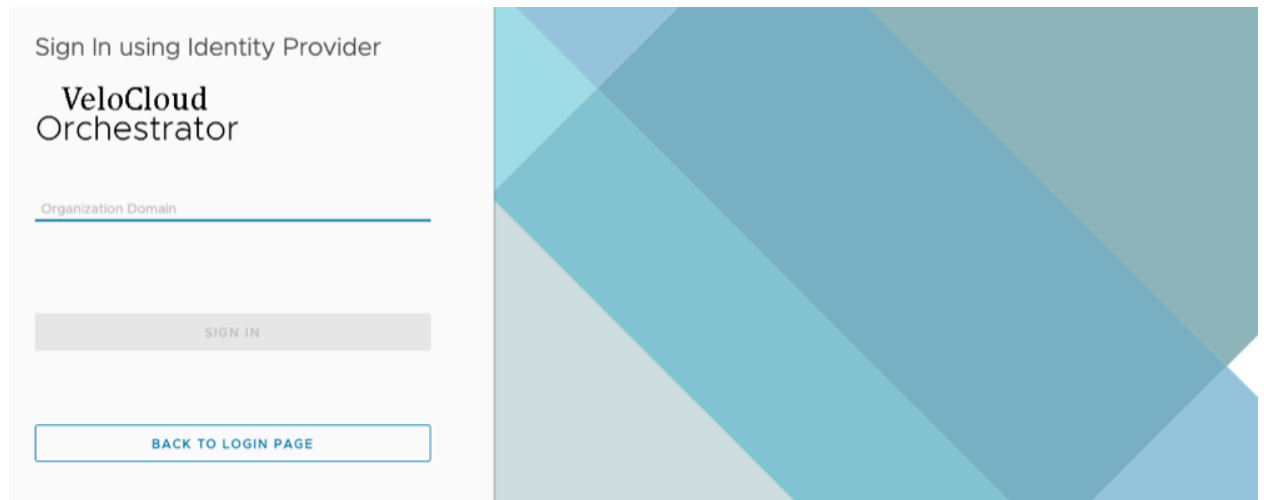 Sign In using Identity Provider
VeloCloud
Orchestrator
Organization Domain
SIGN IN
BACK TO LOGIN PAGE